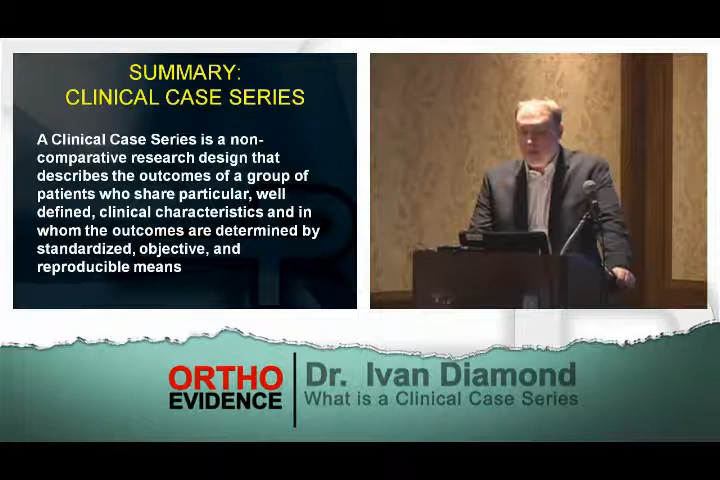 SUMMARY:
CLINICAL CASE SERIES
A Clinical Case Series is a non-
comparative research design that
describes the outcomes of a group of
patients who share particular, well
defined, clinical characteristics and in
whom the outcomes are determined by
standardized, objective, and
reproducible means
ORTHO
EVIDENCE
Dr. Ivan Diamond
What is a Clinical Case Series